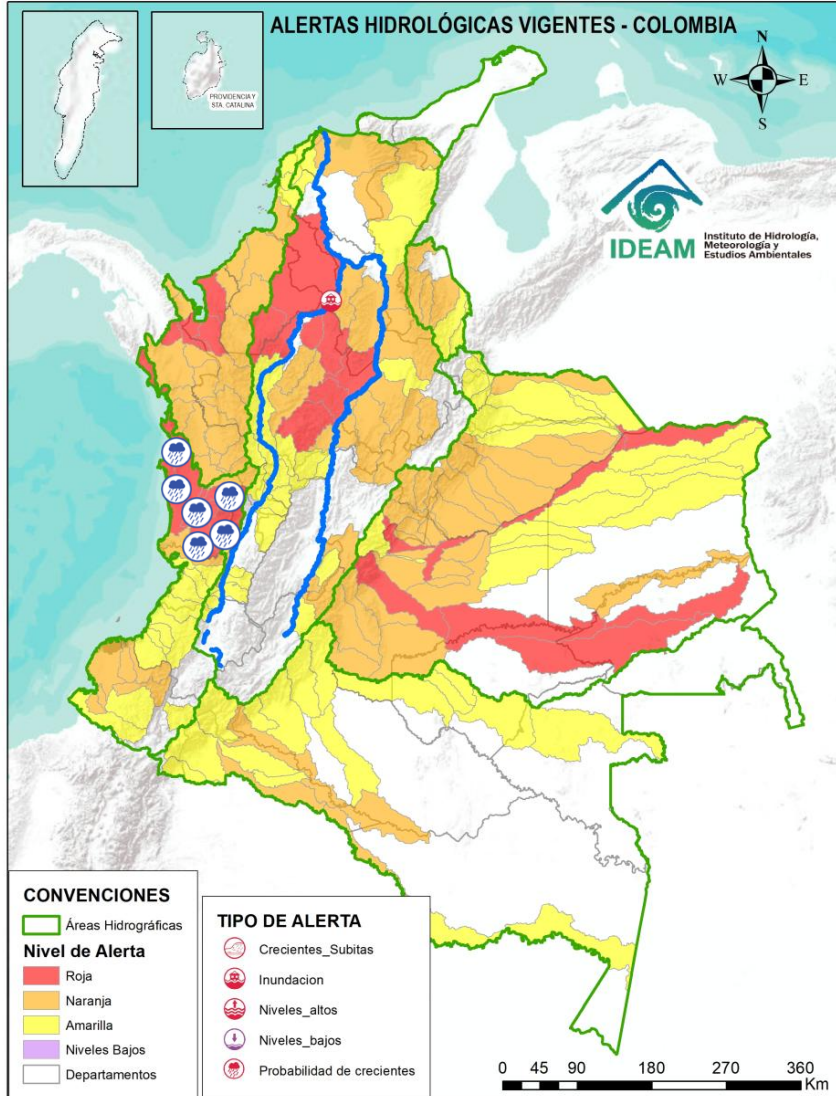 ALERTAS HIDROLÓGICAS VIGENTES - COLOMBIA
PROVIDENCIA Y
STA. CATALINA
N
W
E
S
IDEAM
Instituto de Hidrología,
Meteorología y
Estudios Ambientales
CONVENCIONES
Áreas Hidrográficas
Nivel de Alerta
Roja
Naranja
Amarilla
Niveles Bajos
Departamentos
TIPO DE ALERTA
Crecientes_Subitas
Inundacion
Niveles_altos
Niveles_bajos
Probabilidad de crecientes
0 45 90 180 270 360
Km